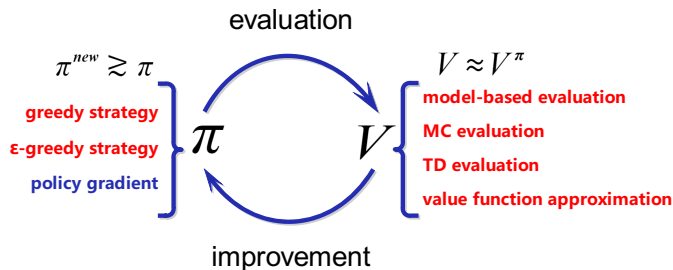 evaluation
π^new ≳ π
V ≈ V^π
greedy strategy
ε-greedy strategy
policy gradient
π
V
model-based evaluation
MC evaluation
TD evaluation
value function approximation
improvement